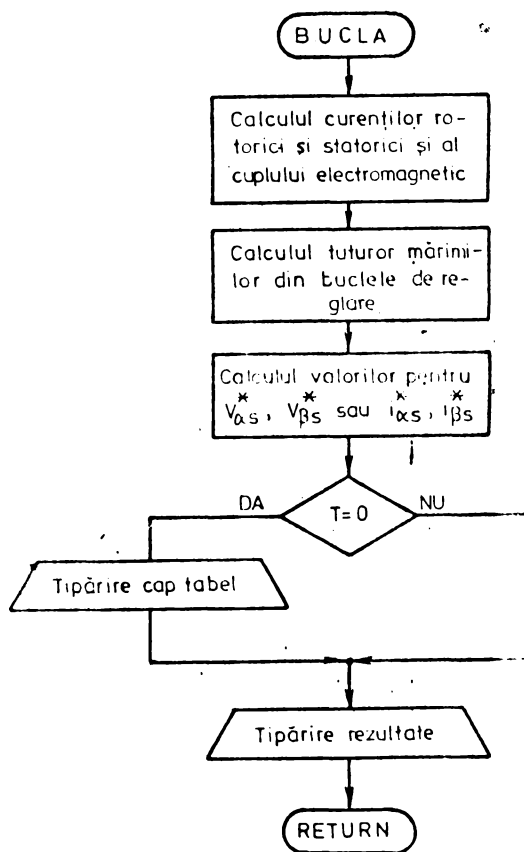 BUCLA
Calculul curenților ro-
torici și statorici și al
cuplului electromagnetic
Calculul tuturor mărimi-
lor din buclele de re-
glare
Calculul valorilor pentru
V*αs, V*βs sau i*αs, i*βs
DA
T=0
NU
Tipărire cap tabel
Tipărire rezultate
RETURN